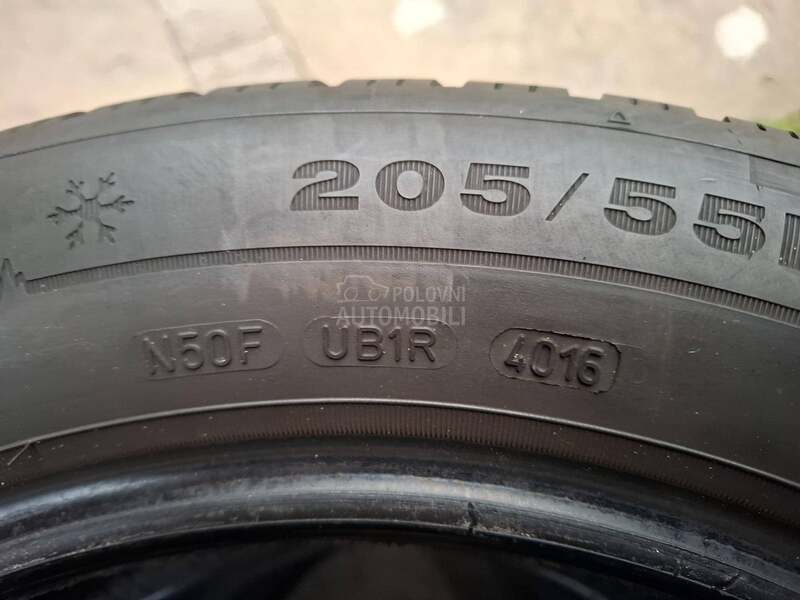 205/55
POLOVNI
AUTOMOBILI
N50F UB1R 4016